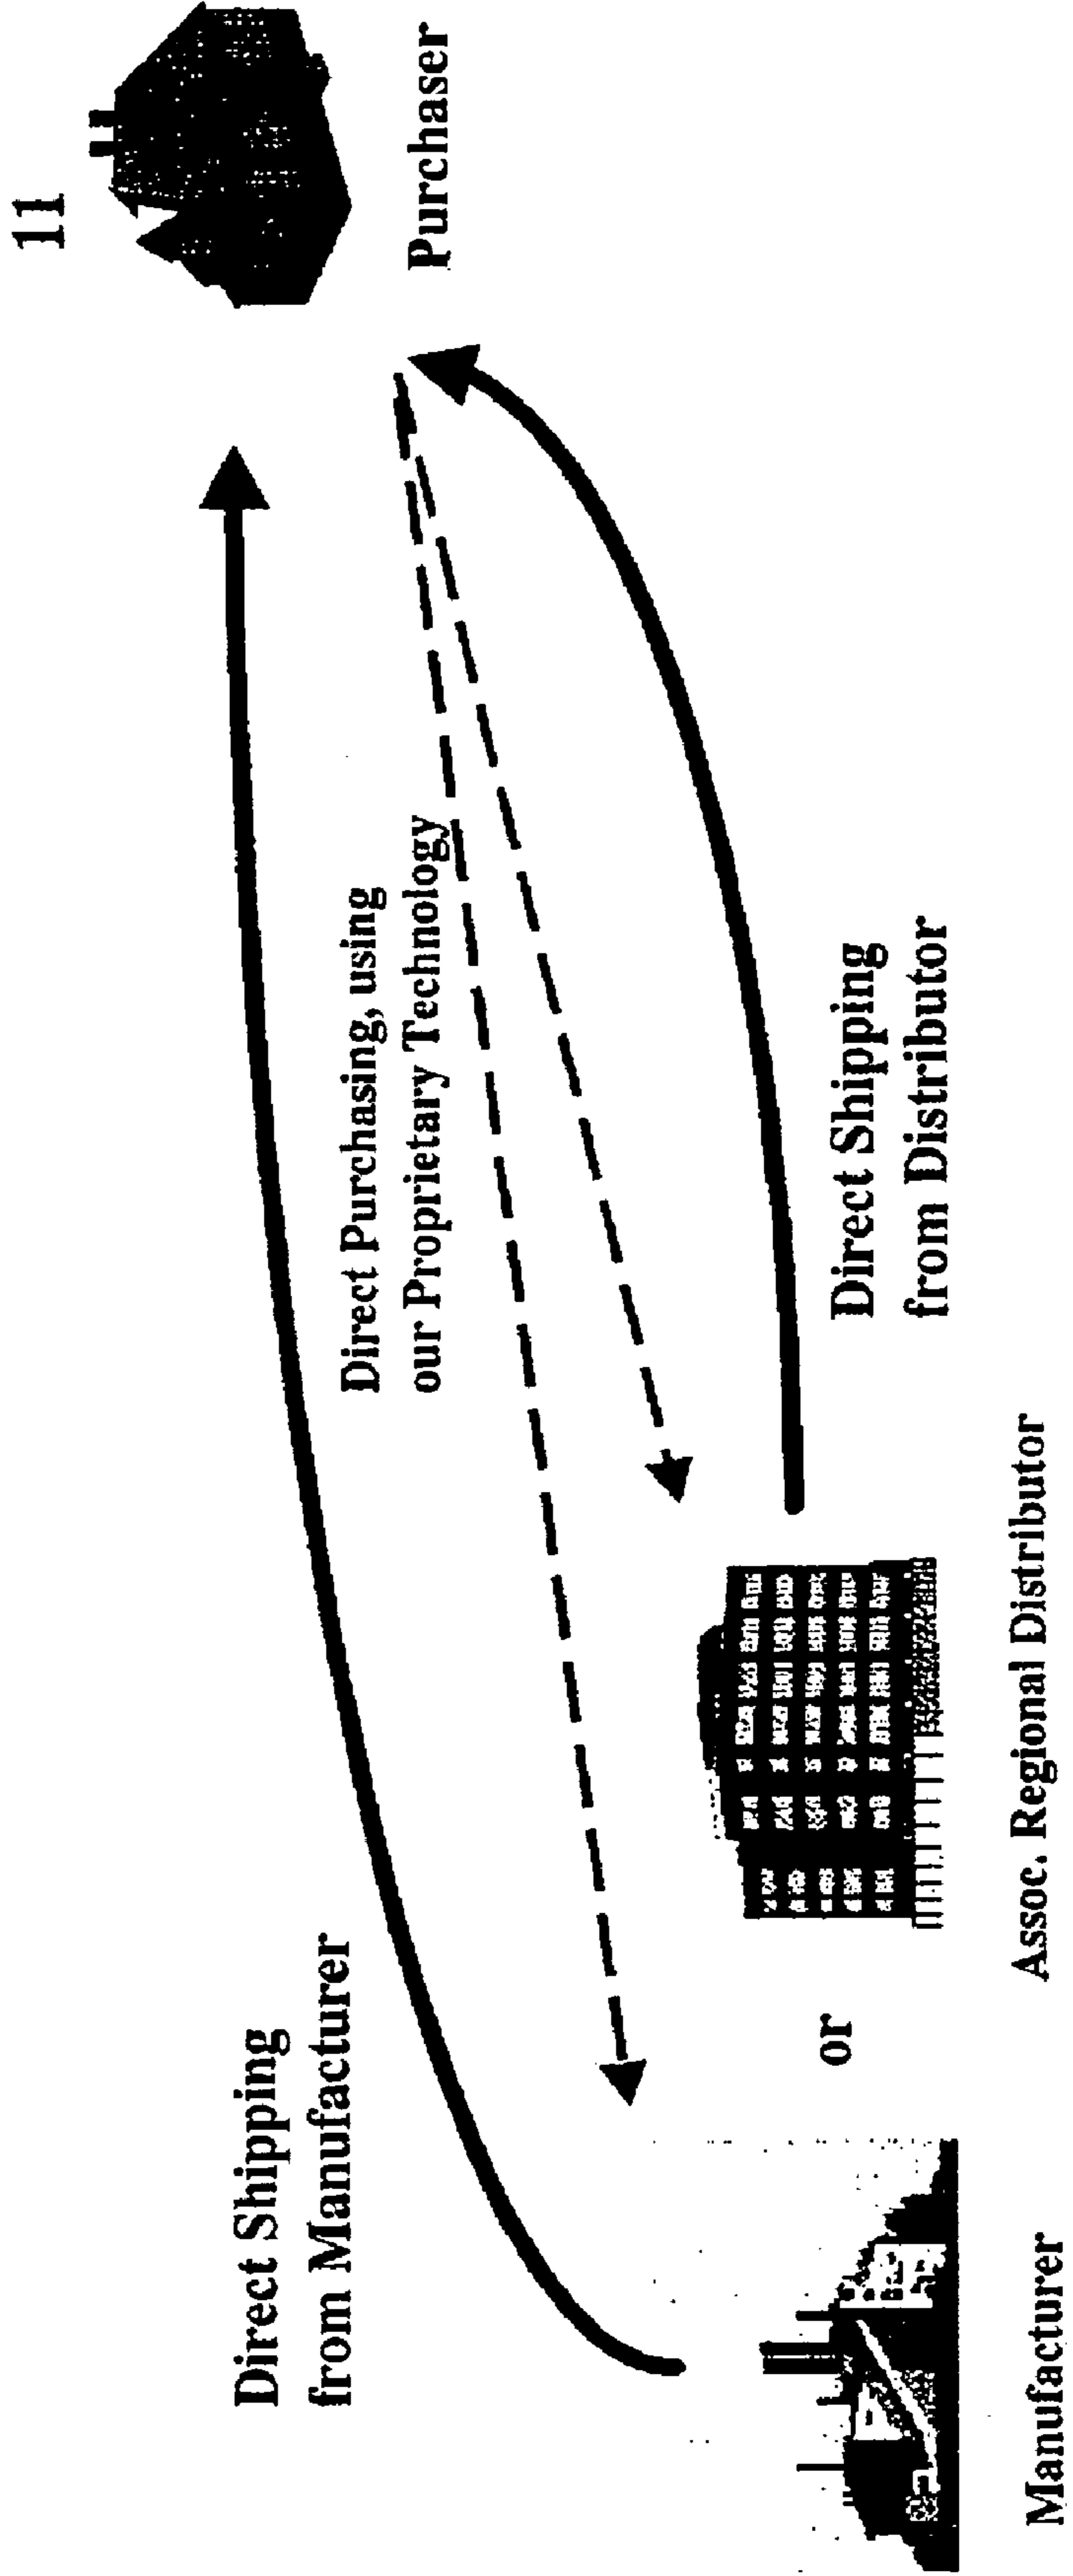 11
Direct Shipping
from Manufacturer
Direct Purchasing, using
our Proprietary Technology
Purchaser
Direct Shipping
from Distributor
or
Manufacturer
Assoc. Regional Distributor